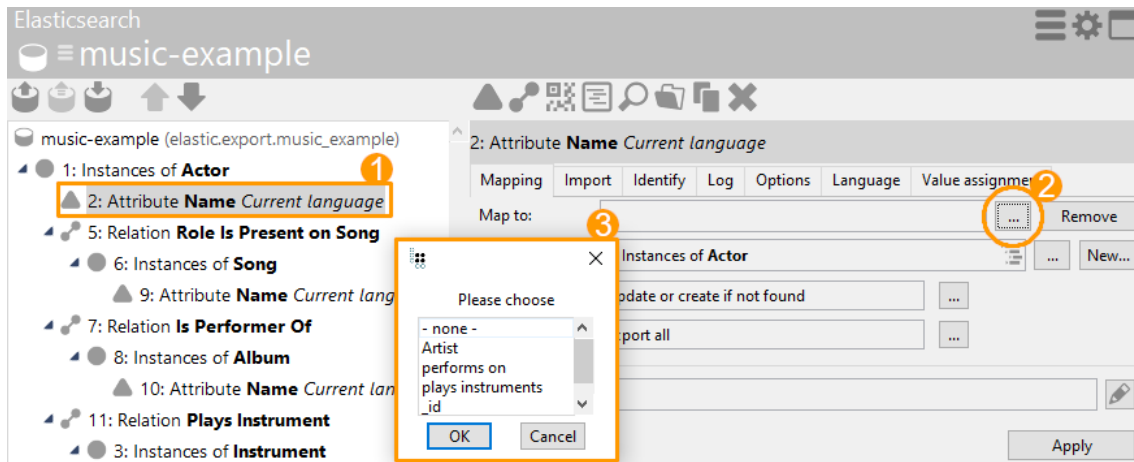 Elasticsearch
music-example
music-example (elastic.export.music_example)
1: Instances of Actor
1
2: Attribute Name Current language
5: Relation Role Is Present on Song
6: Instances of Song
9: Attribute Name Current lang
7: Relation Is Performer Of
8: Instances of Album
10: Attribute Name Current lan
11: Relation Plays Instrument
3: Instances of Instrument
2: Attribute Name Current language
Mapping Import Identify Log Options Language Value assignmen
2
Map to: ... Remove
3
Instances of Actor ... New...
pdate or create if not found ...
port all ...
Apply
Please choose
- none -
Artist
performs on
plays instruments
_id
OK Cancel